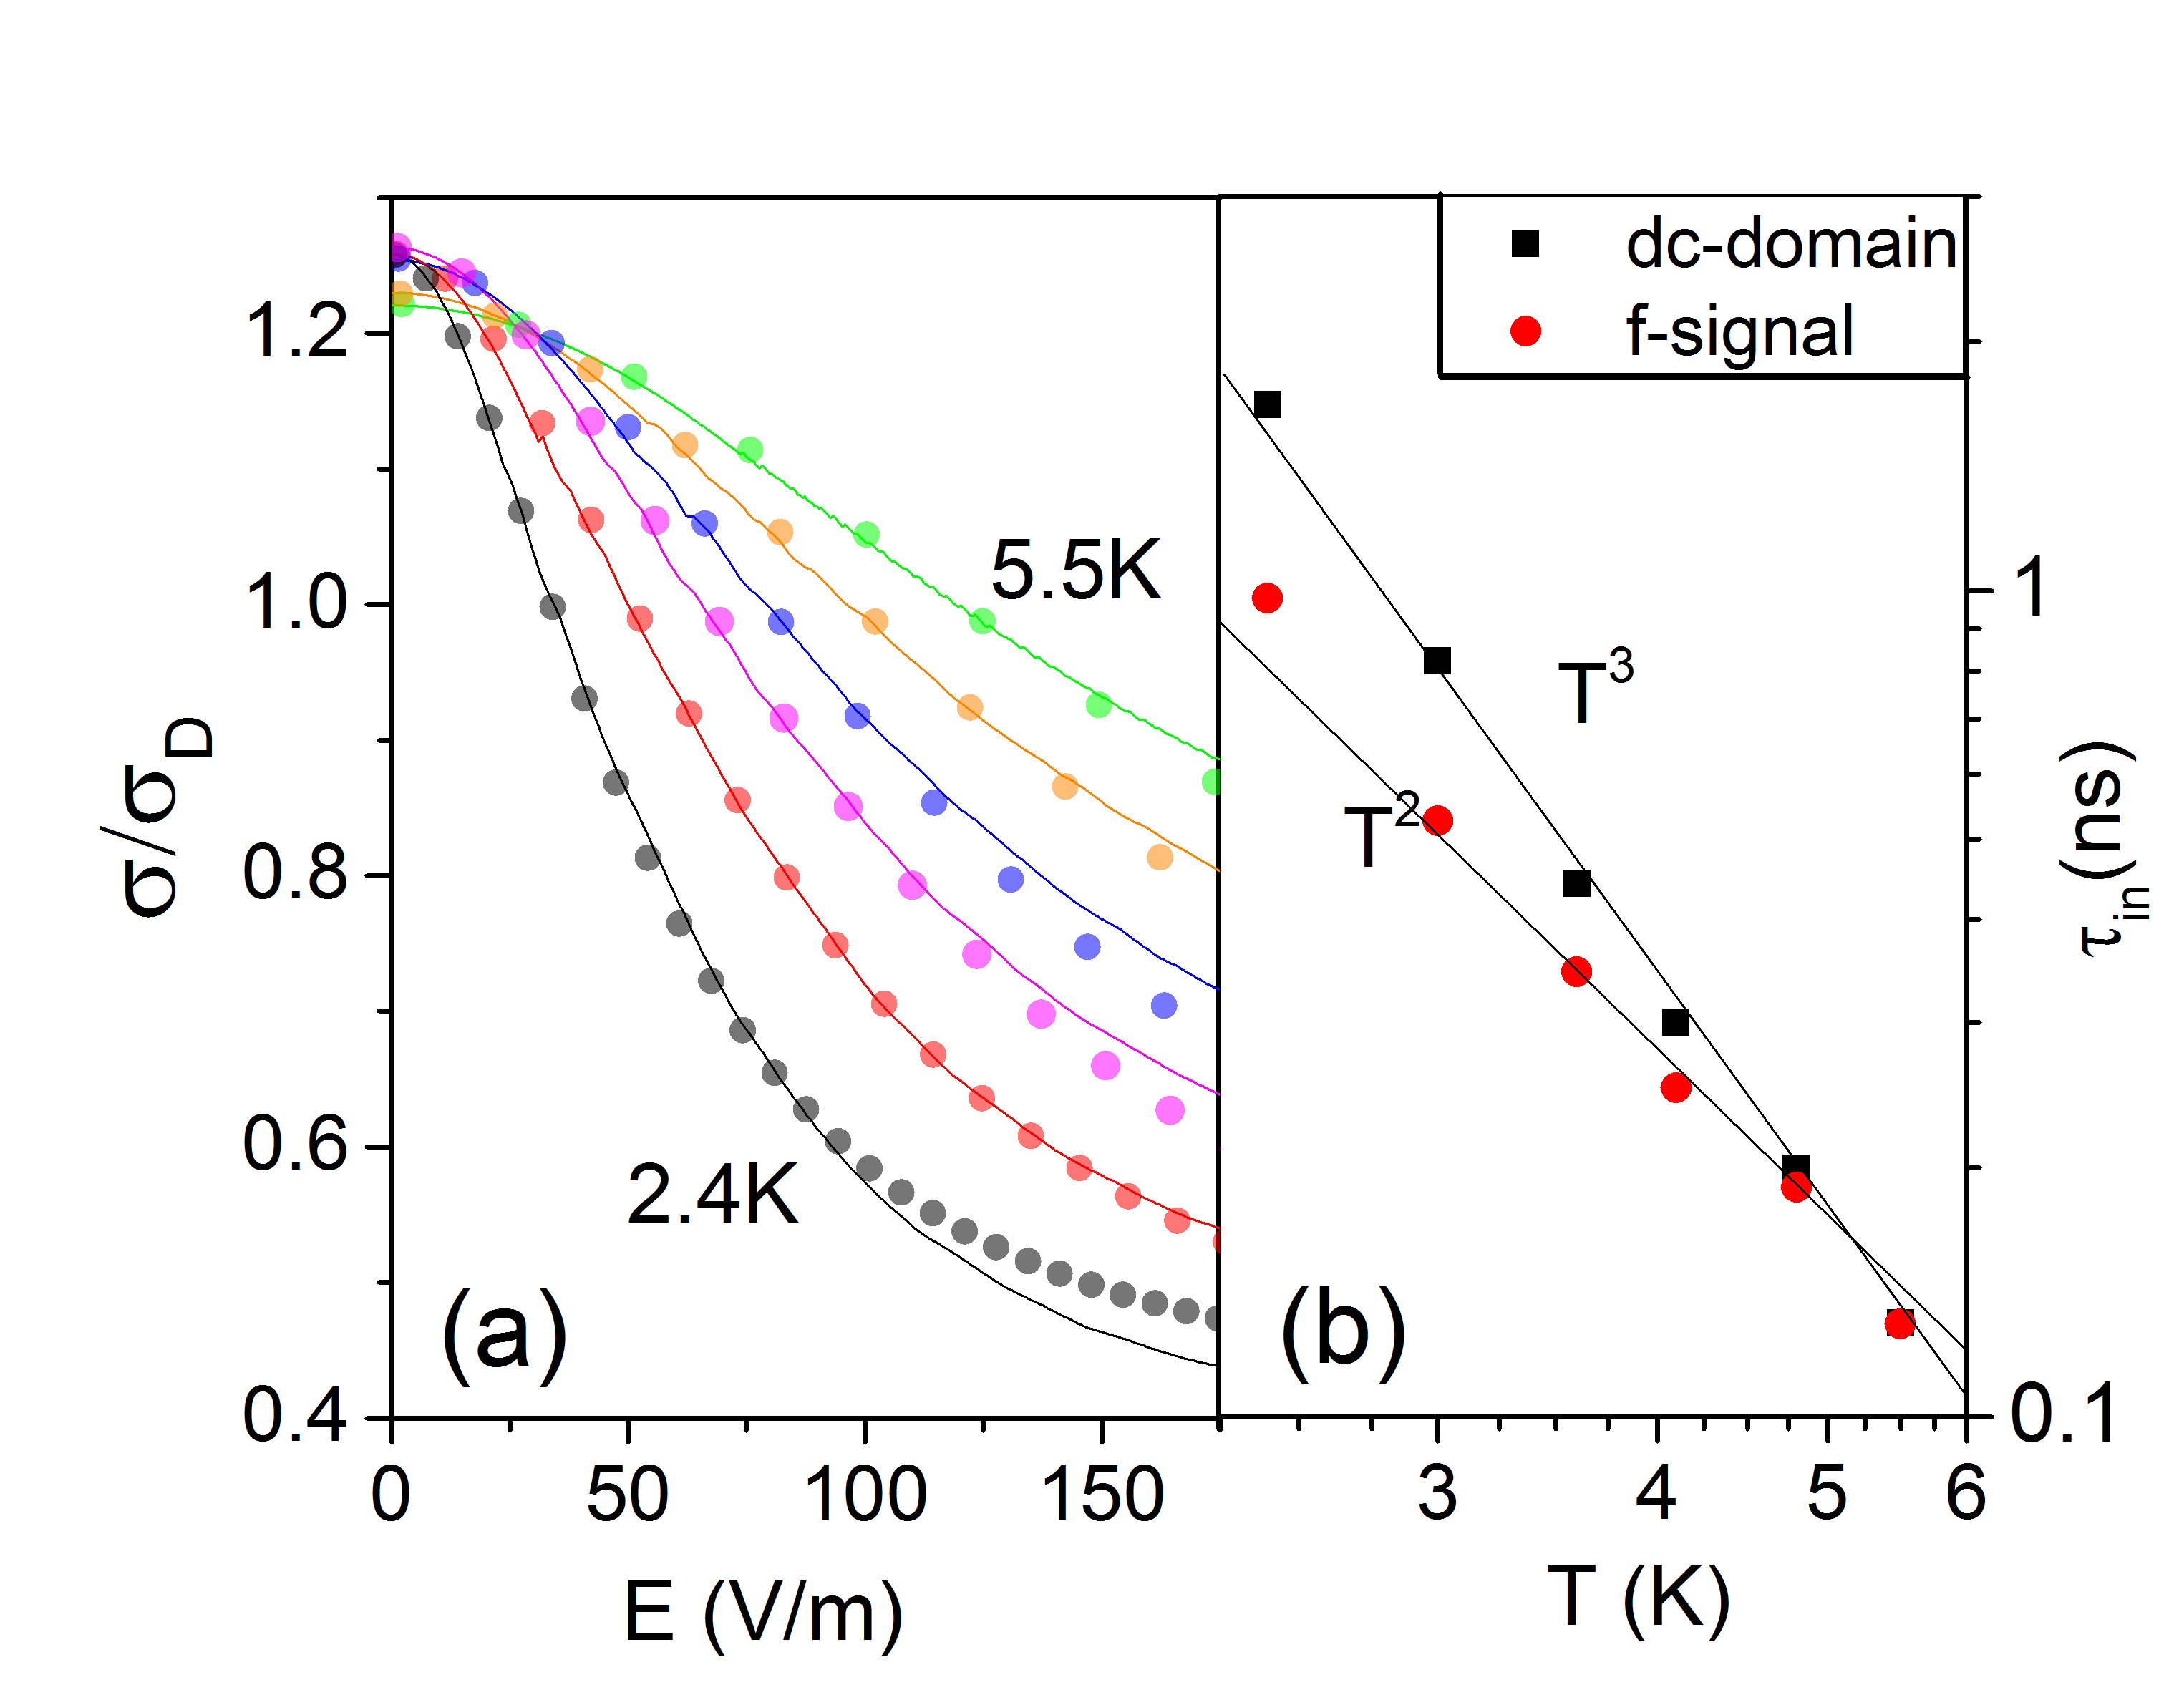 σ/σD
1.2
1.0
0.8
0.6
0.4
0
50
100
150
E (V/m)
5.5K
2.4K
(a)
dc-domain
f-signal
T³
T²
(b)
1
0.1
τin (ns)
3
4
5
6
T (K)